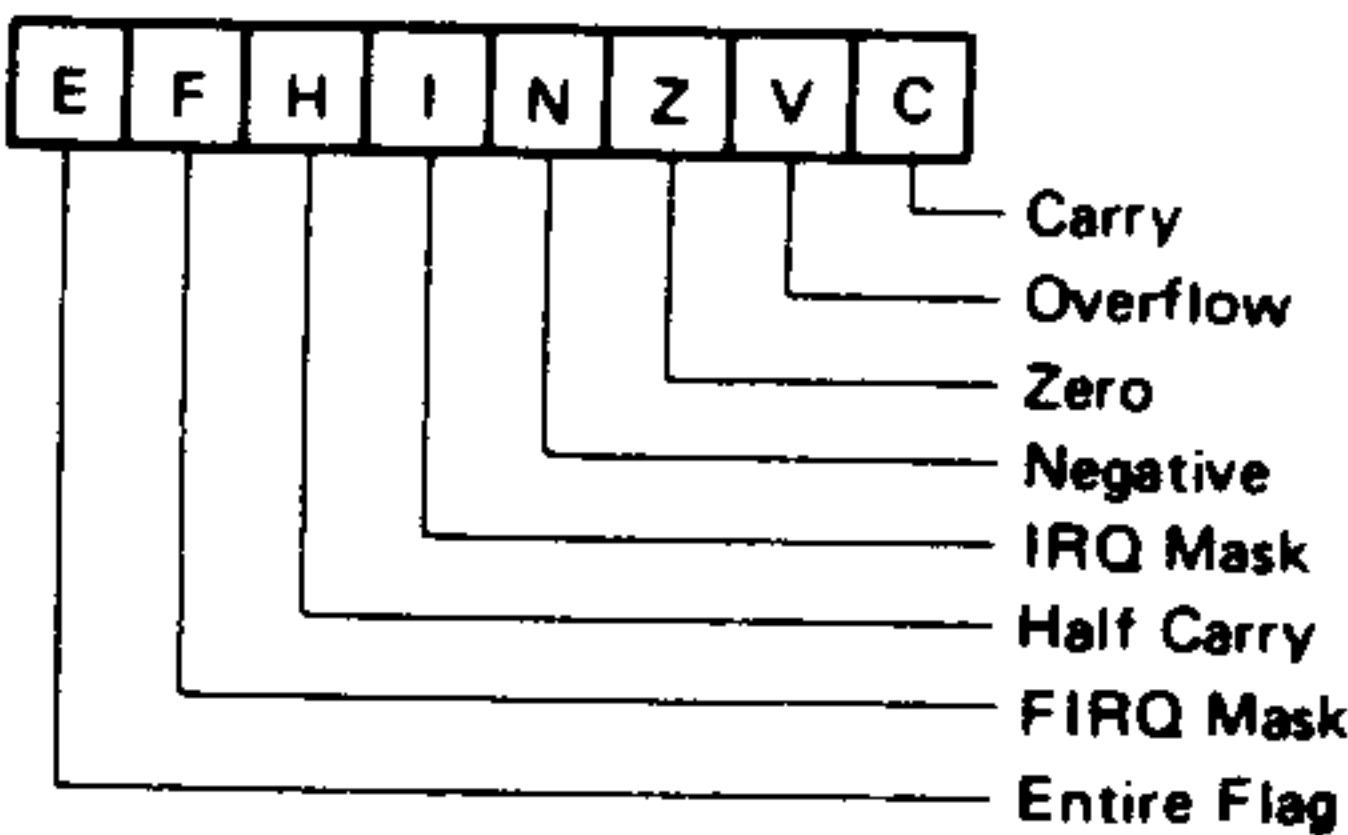 E F H I N Z V C
Carry
Overflow
Zero
Negative
IRQ Mask
Half Carry
FIRQ Mask
Entire Flag